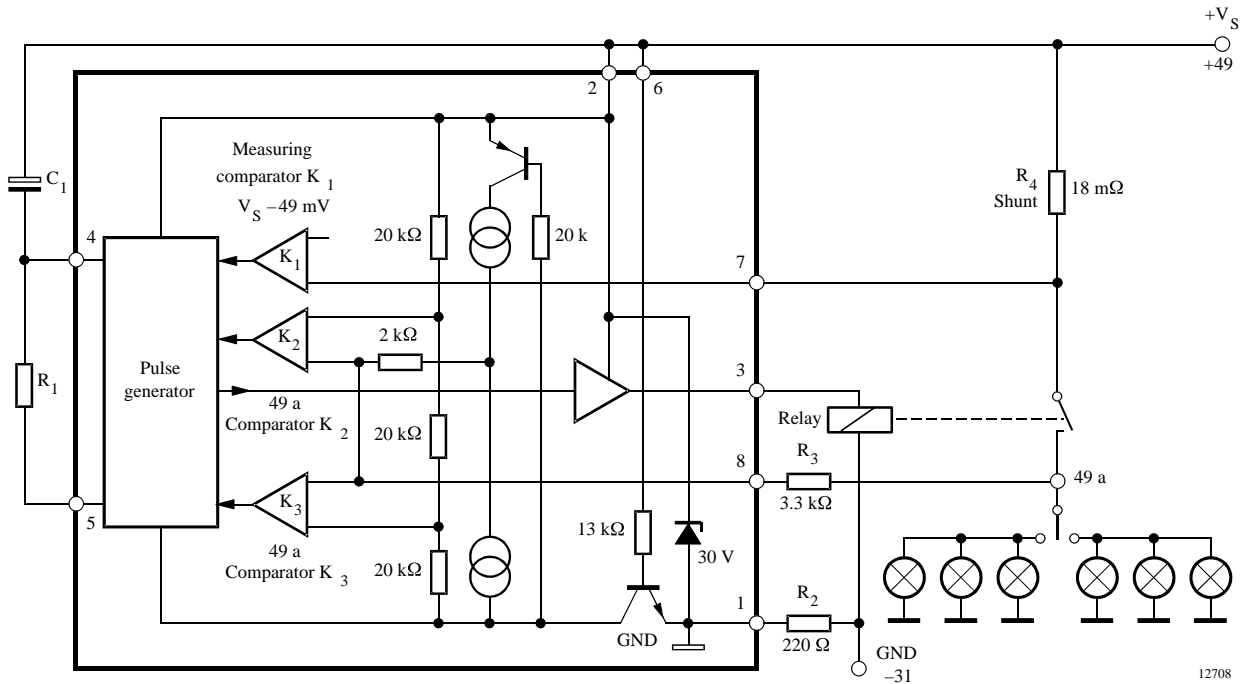 +V S
+49
2
6
Measuring
comparator K 1
V S –49 mV
C 1
R 4
Shunt
18 mΩ
4
20 kΩ
20 k
K 1
7
K 2
2 kΩ
Pulse
generator
R 1
3
49 a
Comparator K 2
20 kΩ
Relay
8
R 3
49 a
3.3 kΩ
K 3
5
13 kΩ
30 V
49 a
Comparator K 3
20 kΩ
1
R 2
GND
220 Ω
GND
–31
12708